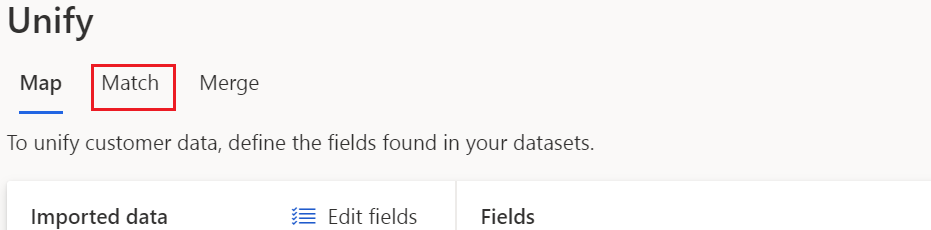 Unify
Map Match Merge
To unify customer data, define the fields found in your datasets.
Imported data Edit fields Fields